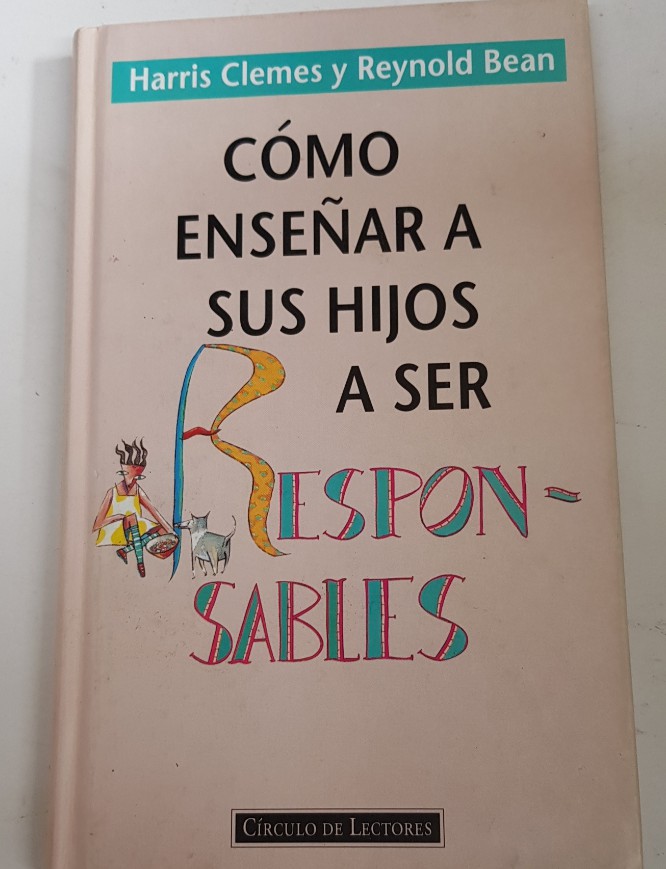 Harris Clemes y Reynold Bean
CÓMO
ENSEÑAR A
SUS HIJOS
A SER
RESPON-
SABLES
CÍRCULO DE LECTORES